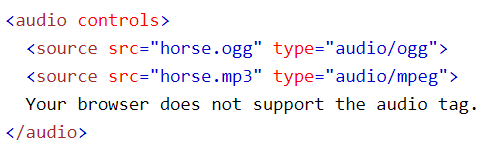 <audio controls>
  <source src="horse.ogg" type="audio/ogg">
  <source src="horse.mp3" type="audio/mpeg">
  Your browser does not support the audio tag.
</audio>